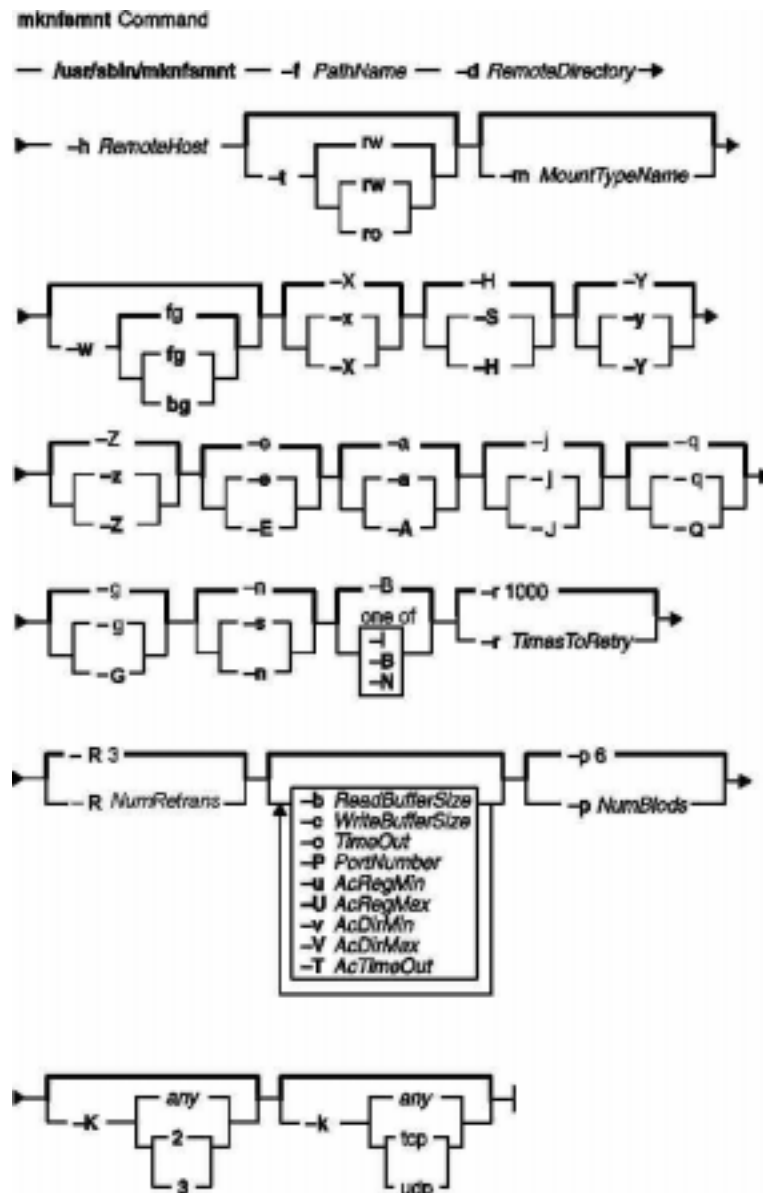 mknfsmnt Command
/usr/sbin/mknfsmnt –f PathName –d RemoteDirectory
–h RemoteHost –t rw rw ro –m MountTypeName
–w fg fg bg –X –x –X –H –S –H –Y –y –Y
–Z –z –Z –e –E –a –a –A –j –j –J –q –q –Q
–g –G –n –s –n –B one of –I –B –N –r 1000 –r TimesToRetry
–R 3
–R NumRetrans
–b ReadBufferSize
–c WriteBufferSize
–o TimeOut
–P PortNumber
–u AcRegMin
–U AcRegMax
–v AcDirMin
–V AcDirMax
–T AcTimeOut
–p 6
–p NumBiods
–K any 2 3
–k any tcp udp